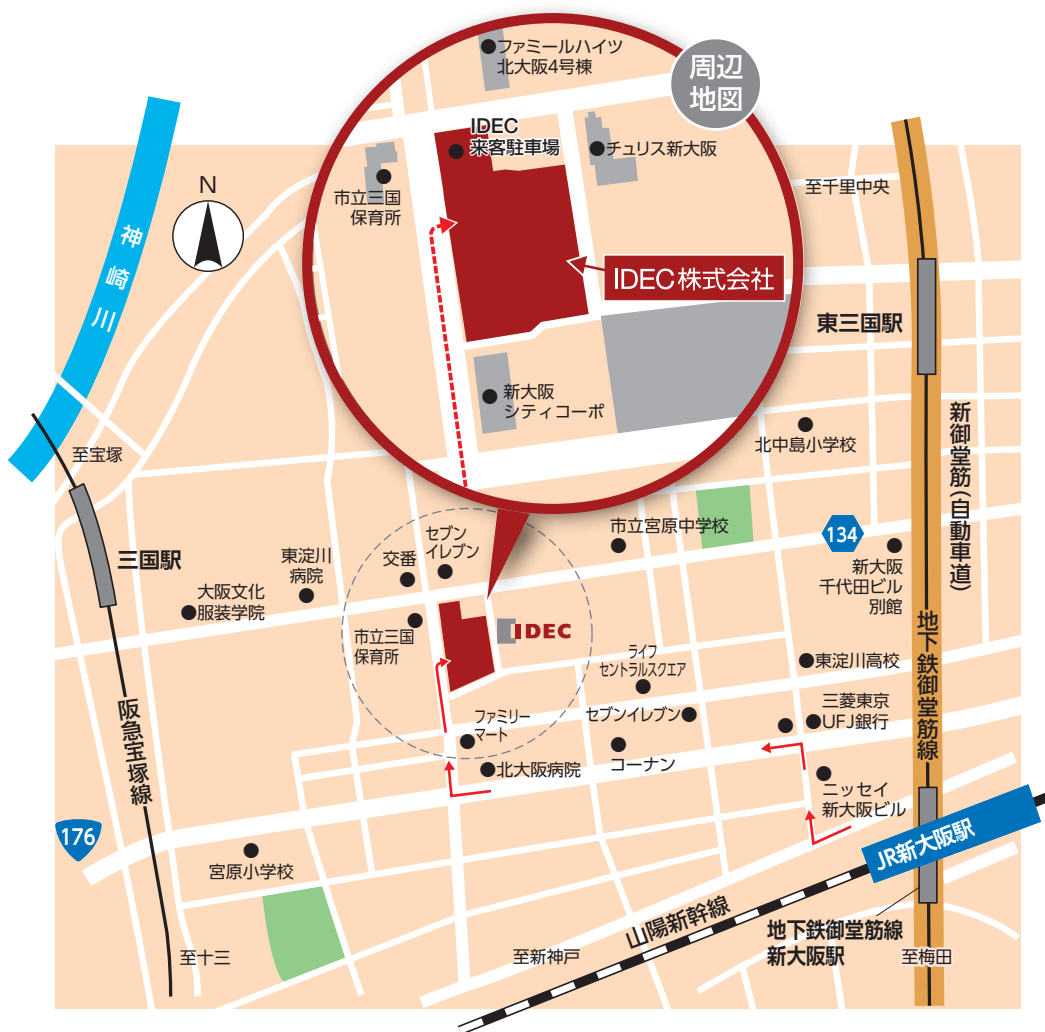 ファミールハイツ
北大阪4号棟
周辺
地図
IDEC
来客駐車場
チュリス新大阪
市立三国
保育所
IDEC株式会社
新大阪
シティコーポ
N
神崎川
至千里中央
東三国駅
新御堂筋(自動車道)
北中島小学校
至宝塚
三国駅
大阪文化
服装学院
東淀川
病院
交番
セブン
イレブン
市立宮原中学校
134
新大阪
千代田ビル
別館
市立三国
保育所
IDEC
ライフ
セントラルスクエア
東淀川高校
地下鉄御堂筋線
三菱東京
UFJ銀行
セブンイレブン
ファミリー
マート
コーナン
北大阪病院
ニッセイ
新大阪ビル
阪急宝塚線
176
宮原小学校
JR新大阪駅
山陽新幹線
地下鉄御堂筋線
新大阪駅
至十三
至新神戸
至梅田